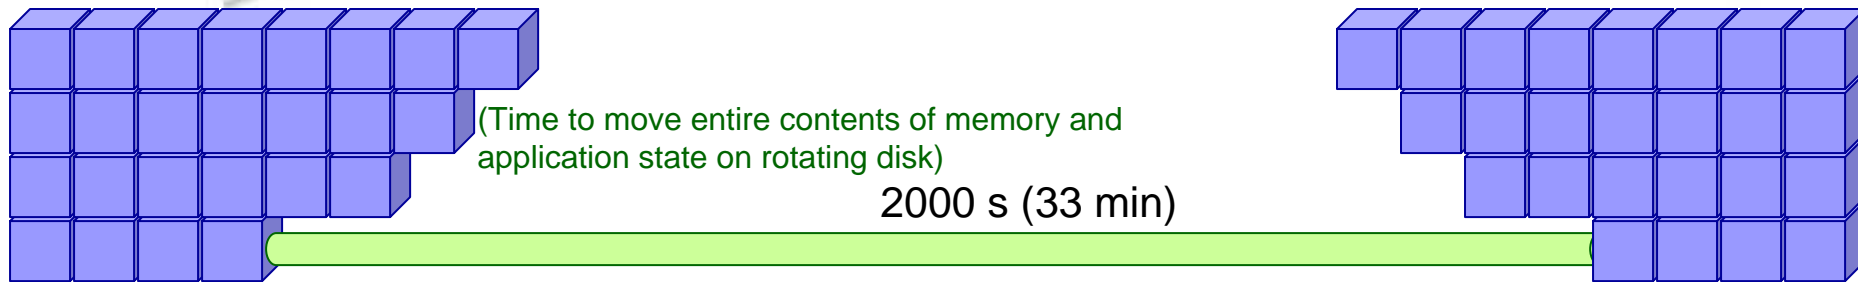 (Time to move entire contents of memory and
application state on rotating disk)
2000 s (33 min)